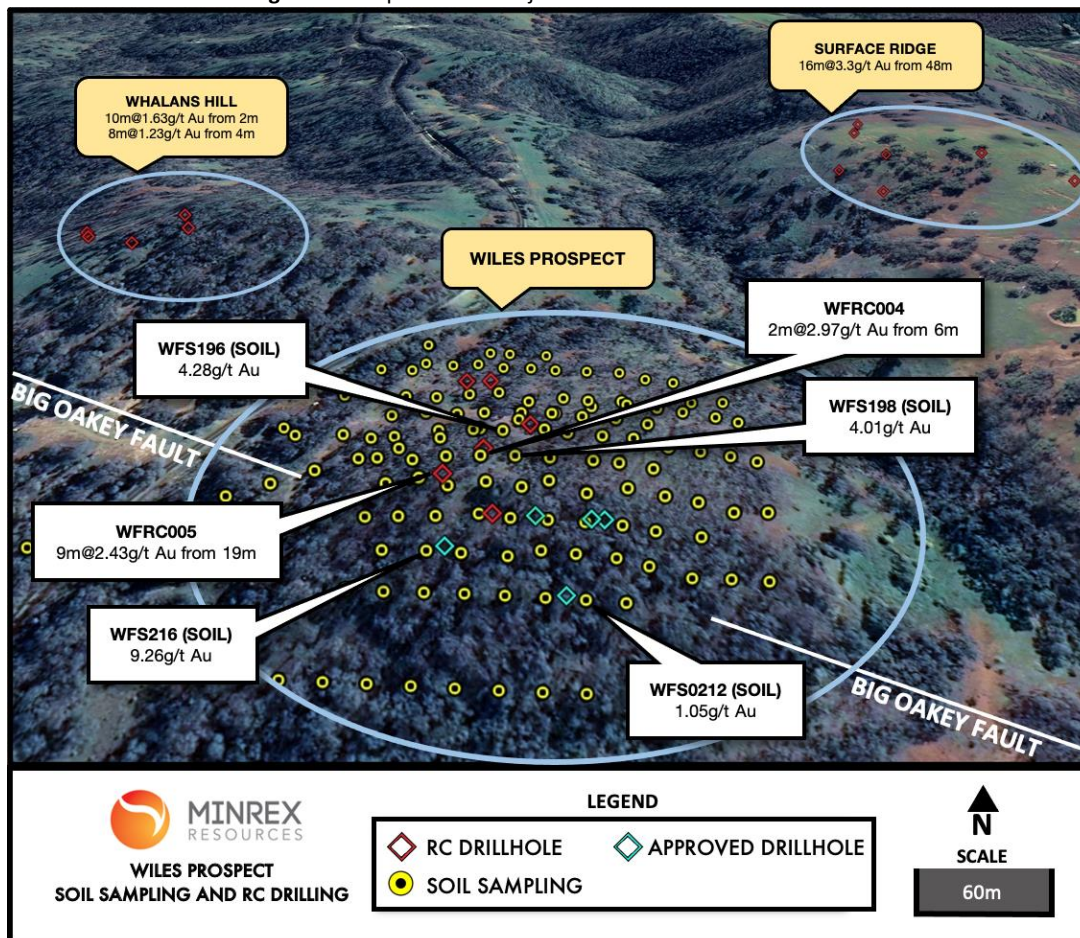 SURFACE RIDGE
16m@3.3g/t Au from 48m
WHALANS HILL
10m@1.63g/t Au from 2m
8m@1.23g/t Au from 4m
WILES PROSPECT
WFRC004
2m@2.97g/t Au from 6m
WFS196 (SOIL)
4.28g/t Au
WFS198 (SOIL)
4.01g/t Au
BIG OAKEY FAULT
WFRC005
9m@2.43g/t Au from 19m
WFS216 (SOIL)
9.26g/t Au
WFS0212 (SOIL)
1.05g/t Au
BIG OAKEY FAULT
MINREX
RESOURCES
WILES PROSPECT
SOIL SAMPLING AND RC DRILLING
LEGEND
RC DRILLHOLE
APPROVED DRILLHOLE
SOIL SAMPLING
N
SCALE
60m